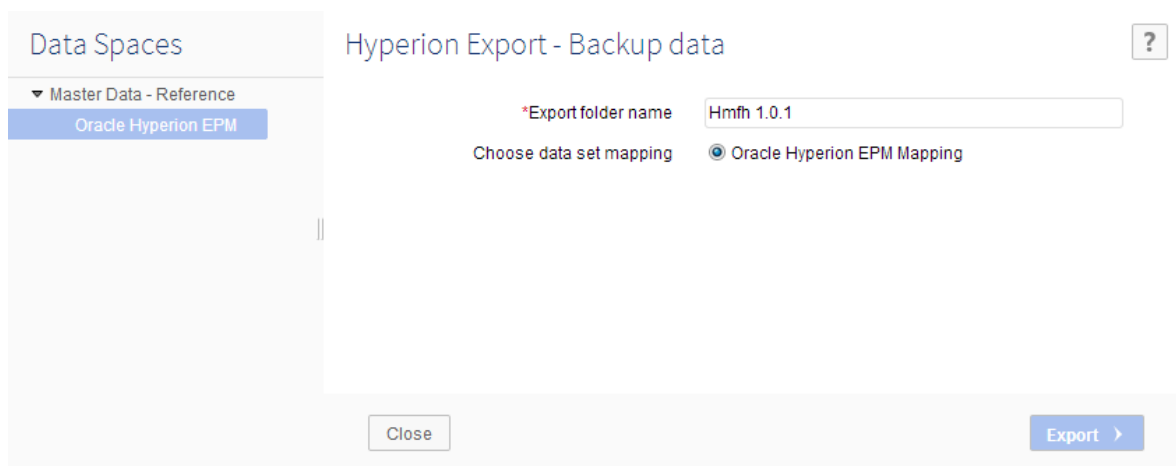 Data Spaces
Master Data - Reference
Oracle Hyperion EPM
Hyperion Export - Backup data
?
*Export folder name Hmfh 1.0.1
Choose data set mapping Oracle Hyperion EPM Mapping
Close
Export